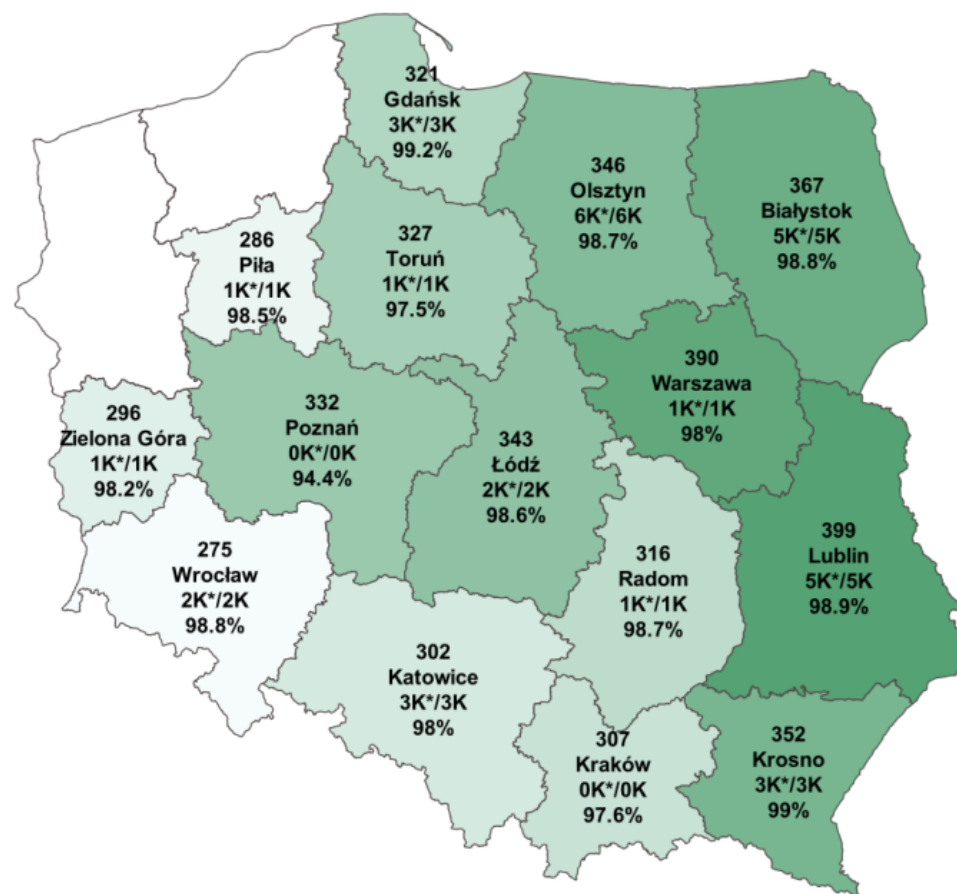 321
Gdańsk
3K*/3K
99.2%
346
Olsztyn
6K*/6K
98.7%
367
Białystok
5K*/5K
98.8%
286
Piła
1K*/1K
98.5%
327
Toruń
1K*/1K
97.5%
390
Warszawa
1K*/1K
98%
296
Zielona Góra
1K*/1K
98.2%
332
Poznań
0K*/0K
94.4%
343
Łódź
2K*/2K
98.6%
275
Wrocław
2K*/2K
98.8%
316
Radom
1K*/1K
98.7%
399
Lublin
5K*/5K
98.9%
302
Katowice
3K*/3K
98%
307
Kraków
0K*/0K
97.6%
352
Krosno
3K*/3K
99%